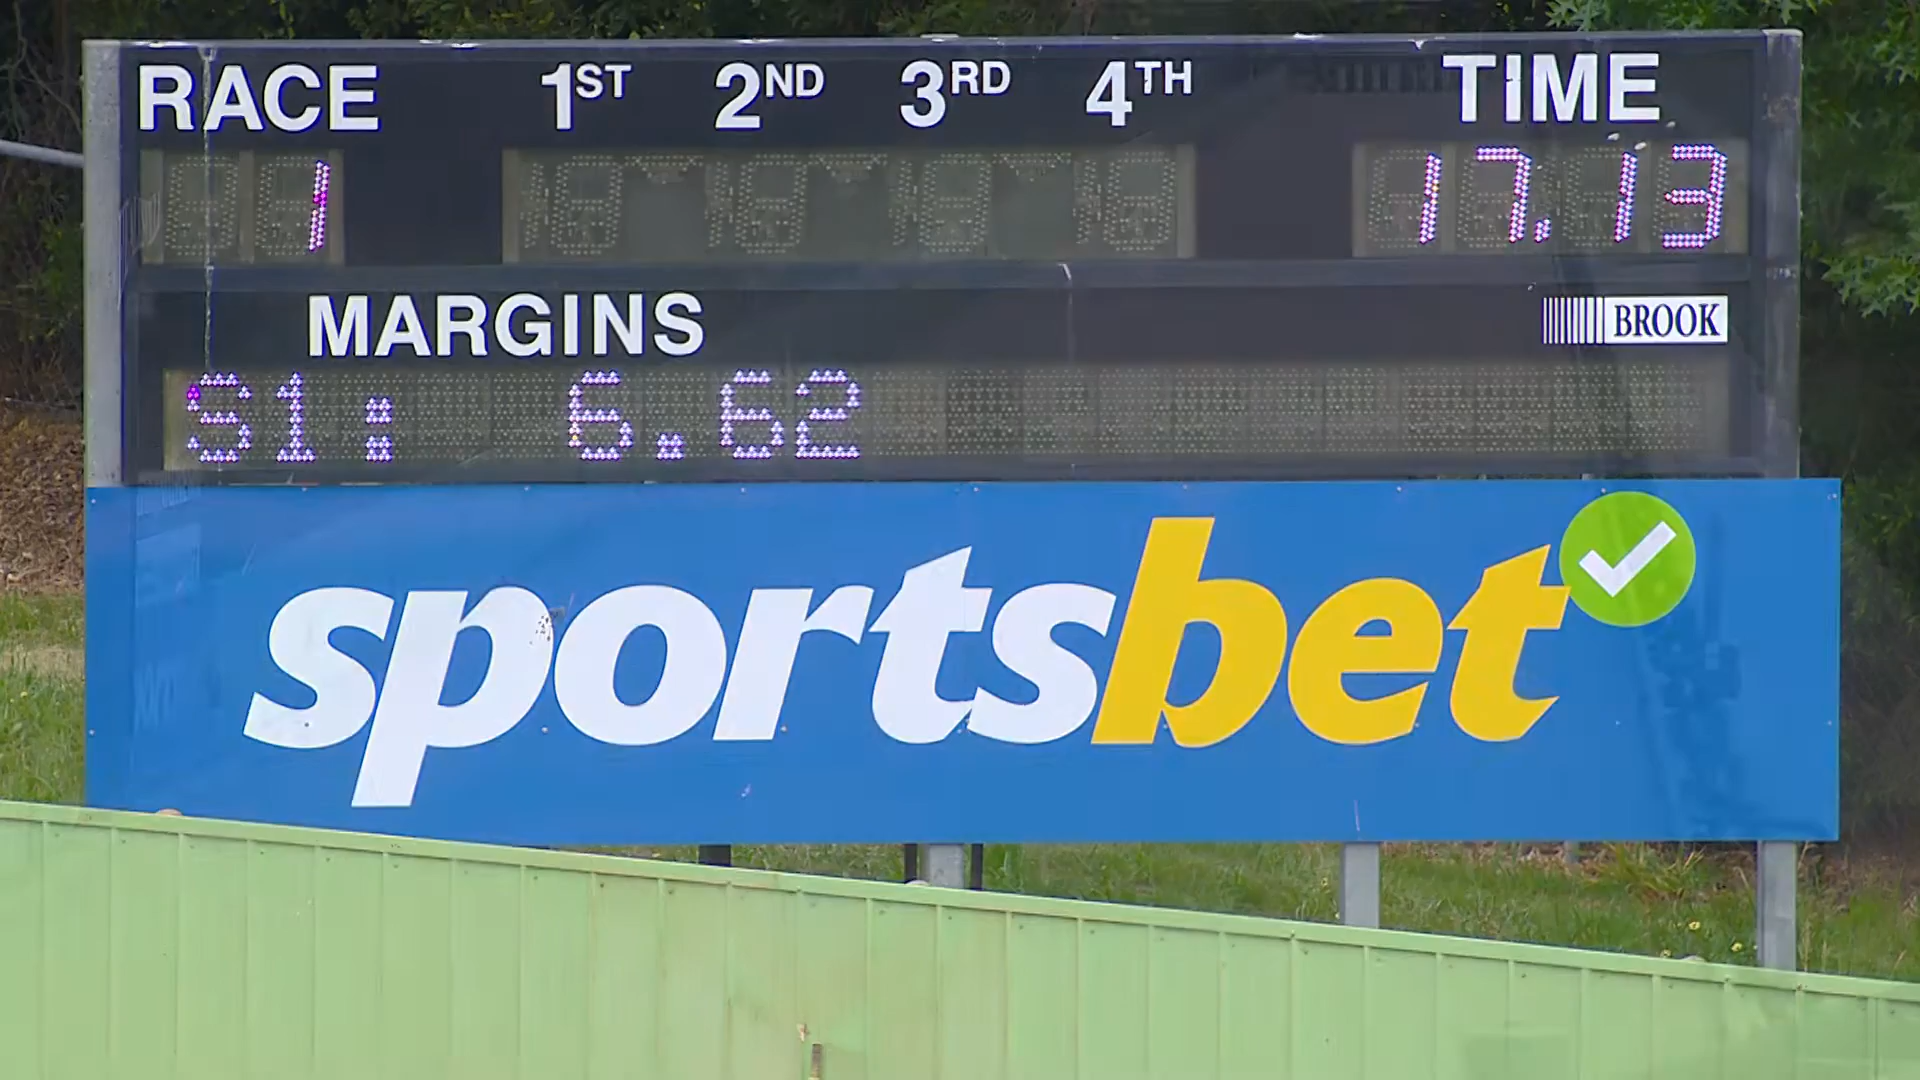 RACE 1ST 2ND 3RD 4TH TIME
1 17.13
MARGINS BROOK
S1: 6.62
sportsbet